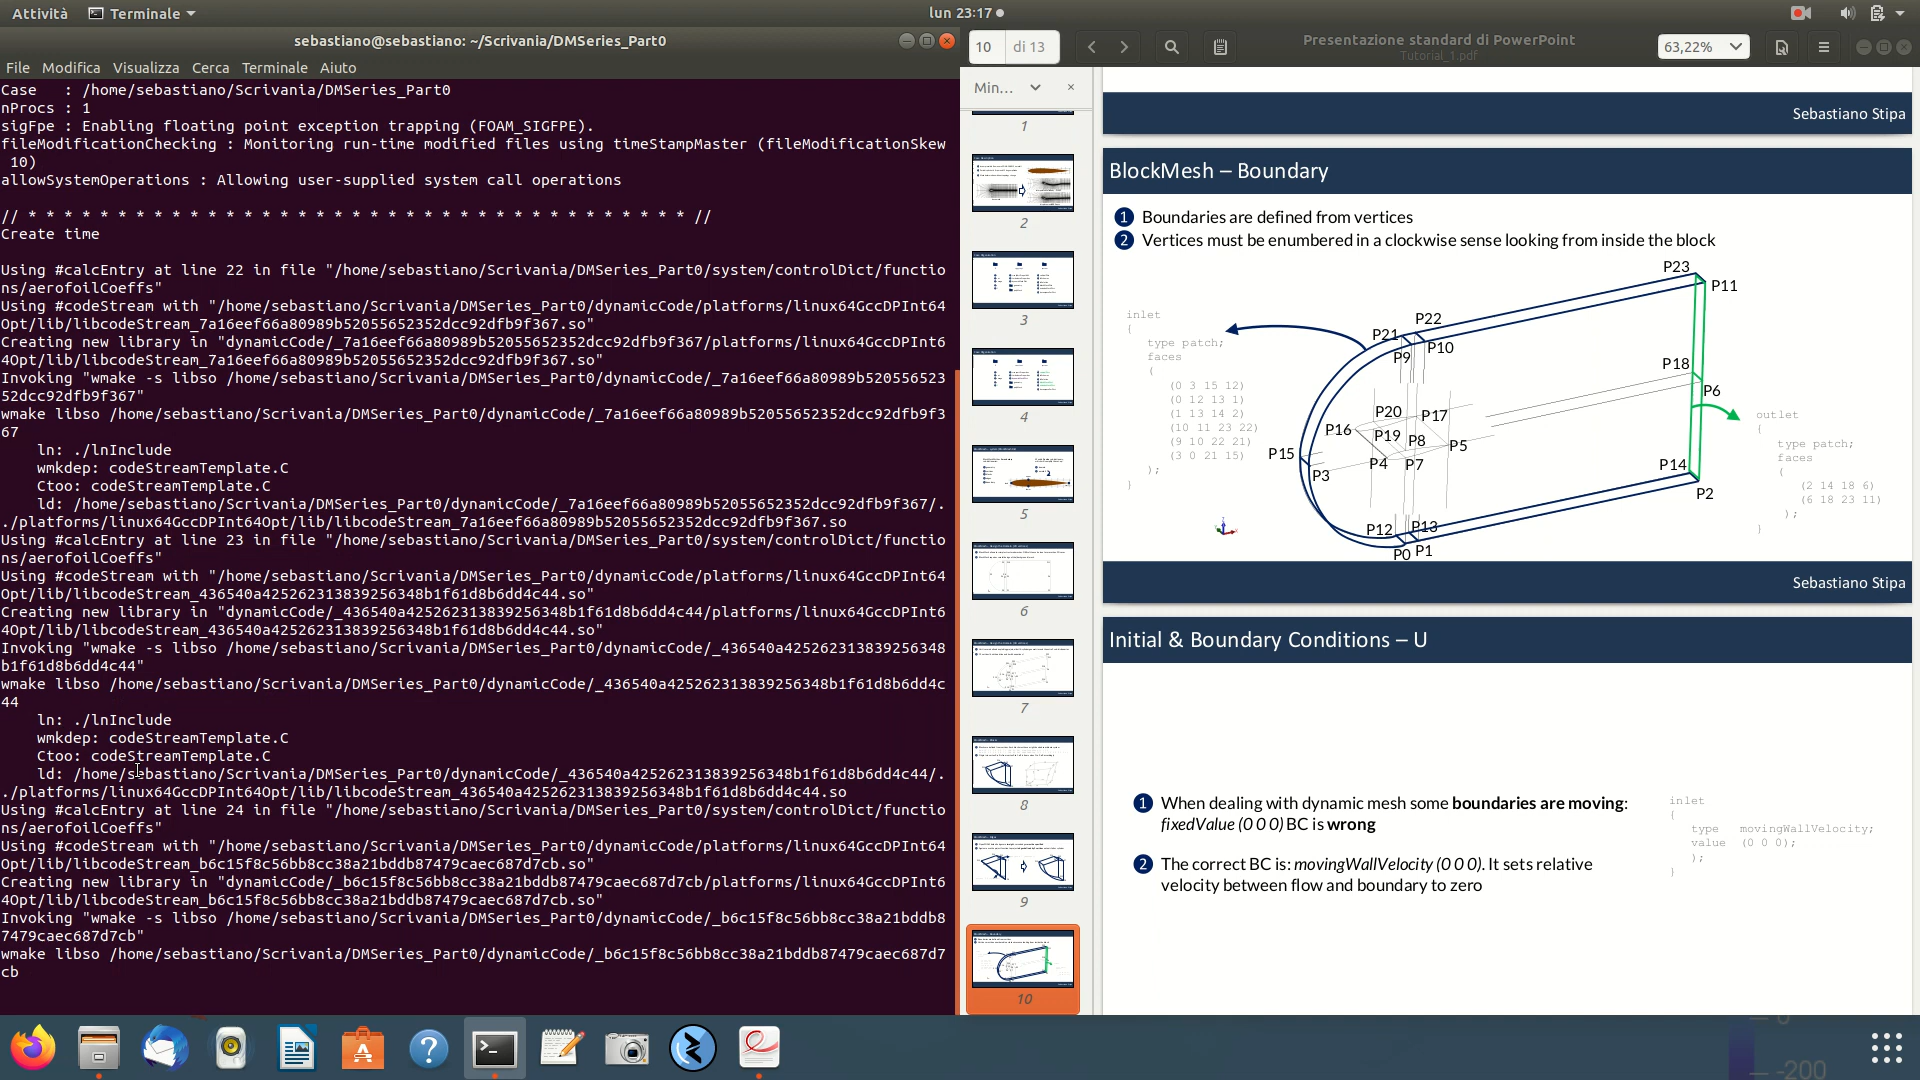 Attività
Terminale
lun 23:17
sebastiano@sebastiano: ~/Scrivania/DMSeries_Part0
File Modifica Visualizza Cerca Terminale Aiuto
Case   : /home/sebastiano/Scrivania/DMSeries_Part0
nProcs : 1
sigFpe : Enabling floating point exception trapping (FOAM_SIGFPE).
fileModificationChecking : Monitoring run-time modified files using timeStampMaster (fileModificationSkew
 10)
allowSystemOperations : Allowing user-supplied system call operations
// * * * * * * * * * * * * * * * * * * * * * * * * * * * * * * * * * * * * * //
Create time
Using #calcEntry at line 22 in file "/home/sebastiano/Scrivania/DMSeries_Part0/system/controlDict/functio
ns/aerofoilCoeffs"
Using #codeStream with "/home/sebastiano/Scrivania/DMSeries_Part0/dynamicCode/platforms/linux64GccDPInt64
Opt/lib/libcodeStream_7a16eef66a80989b52055652352dcc92dfb9f367.so"
Creating new library in "dynamicCode/_7a16eef66a80989b52055652352dcc92dfb9f367/platforms/linux64GccDPInt6
4Opt/lib/libcodeStream_7a16eef66a80989b52055652352dcc92dfb9f367.so"
Invoking "wmake -s libso /home/sebastiano/Scrivania/DMSeries_Part0/dynamicCode/_7a16eef66a80989b520556523
52dcc92dfb9f367"
wmake libso /home/sebastiano/Scrivania/DMSeries_Part0/dynamicCode/_7a16eef66a80989b52055652352dcc92dfb9f3
67
    ln: ./lnInclude
    wmkdep: codeStreamTemplate.C
    Ctoo: codeStreamTemplate.C
    ld: /home/sebastiano/Scrivania/DMSeries_Part0/dynamicCode/_7a16eef66a80989b52055652352dcc92dfb9f367/.
./platforms/linux64GccDPInt64Opt/lib/libcodeStream_7a16eef66a80989b52055652352dcc92dfb9f367.so
Using #calcEntry at line 23 in file "/home/sebastiano/Scrivania/DMSeries_Part0/system/controlDict/functio
ns/aerofoilCoeffs"
Using #codeStream with "/home/sebastiano/Scrivania/DMSeries_Part0/dynamicCode/platforms/linux64GccDPInt64
Opt/lib/libcodeStream_436540a425262313839256348b1f61d8b6dd4c44.so"
Creating new library in "dynamicCode/_436540a425262313839256348b1f61d8b6dd4c44/platforms/linux64GccDPInt6
4Opt/lib/libcodeStream_436540a425262313839256348b1f61d8b6dd4c44.so"
Invoking "wmake -s libso /home/sebastiano/Scrivania/DMSeries_Part0/dynamicCode/_436540a425262313839256348
b1f61d8b6dd4c44"
wmake libso /home/sebastiano/Scrivania/DMSeries_Part0/dynamicCode/_436540a425262313839256348b1f61d8b6dd4c
44
    ln: ./lnInclude
    wmkdep: codeStreamTemplate.C
    Ctoo: codeStreamTemplate.C
    ld: /home/sebastiano/Scrivania/DMSeries_Part0/dynamicCode/_436540a425262313839256348b1f61d8b6dd4c44/.
./platforms/linux64GccDPInt64Opt/lib/libcodeStream_436540a425262313839256348b1f61d8b6dd4c44.so
Using #calcEntry at line 24 in file "/home/sebastiano/Scrivania/DMSeries_Part0/system/controlDict/functio
ns/aerofoilCoeffs"
Using #codeStream with "/home/sebastiano/Scrivania/DMSeries_Part0/dynamicCode/platforms/linux64GccDPInt64
Opt/lib/libcodeStream_b6c15f8c56bb8cc38a21bddb87479caec687d7cb.so"
Creating new library in "dynamicCode/_b6c15f8c56bb8cc38a21bddb87479caec687d7cb/platforms/linux64GccDPInt6
4Opt/lib/libcodeStream_b6c15f8c56bb8cc38a21bddb87479caec687d7cb.so"
Invoking "wmake -s libso /home/sebastiano/Scrivania/DMSeries_Part0/dynamicCode/_b6c15f8c56bb8cc38a21bddb8
7479caec687d7cb"
wmake libso /home/sebastiano/Scrivania/DMSeries_Part0/dynamicCode/_b6c15f8c56bb8cc38a21bddb87479caec687d7
cb
10 di 13
Presentazione standard di PowerPoint
Tutorial_1.pdf
63,22%
Min...
1
2
3
4
5
6
7
8
9
10
Sebastiano Stipa
BlockMesh – Boundary
1 Boundaries are defined from vertices
2 Vertices must be enumbered in a clockwise sense looking from inside the block
inlet
{
type patch;
faces
(
(0 3 15 12)
(0 12 13 1)
(1 13 14 2)
(10 11 23 22)
(9 10 22 21)
(3 0 21 15)
);
}
P23
P11
P22
P21
P10
P9
P18
P6
P20
P17
P16
P19
P8
P5
P15
P4
P7
P3
P14
P2
P12
P13
P0
P1
outlet
{
type patch;
faces
(
(2 14 18 6)
(6 18 23 11)
);
}
Sebastiano Stipa
Initial & Boundary Conditions – U
1 When dealing with dynamic mesh some boundaries are moving:
fixedValue (0 0 0) BC is wrong
2 The correct BC is: movingWallVelocity (0 0 0). It sets relative
velocity between flow and boundary to zero
inlet
{
type movingWallVelocity;
value (0 0 0);
);
}
-200